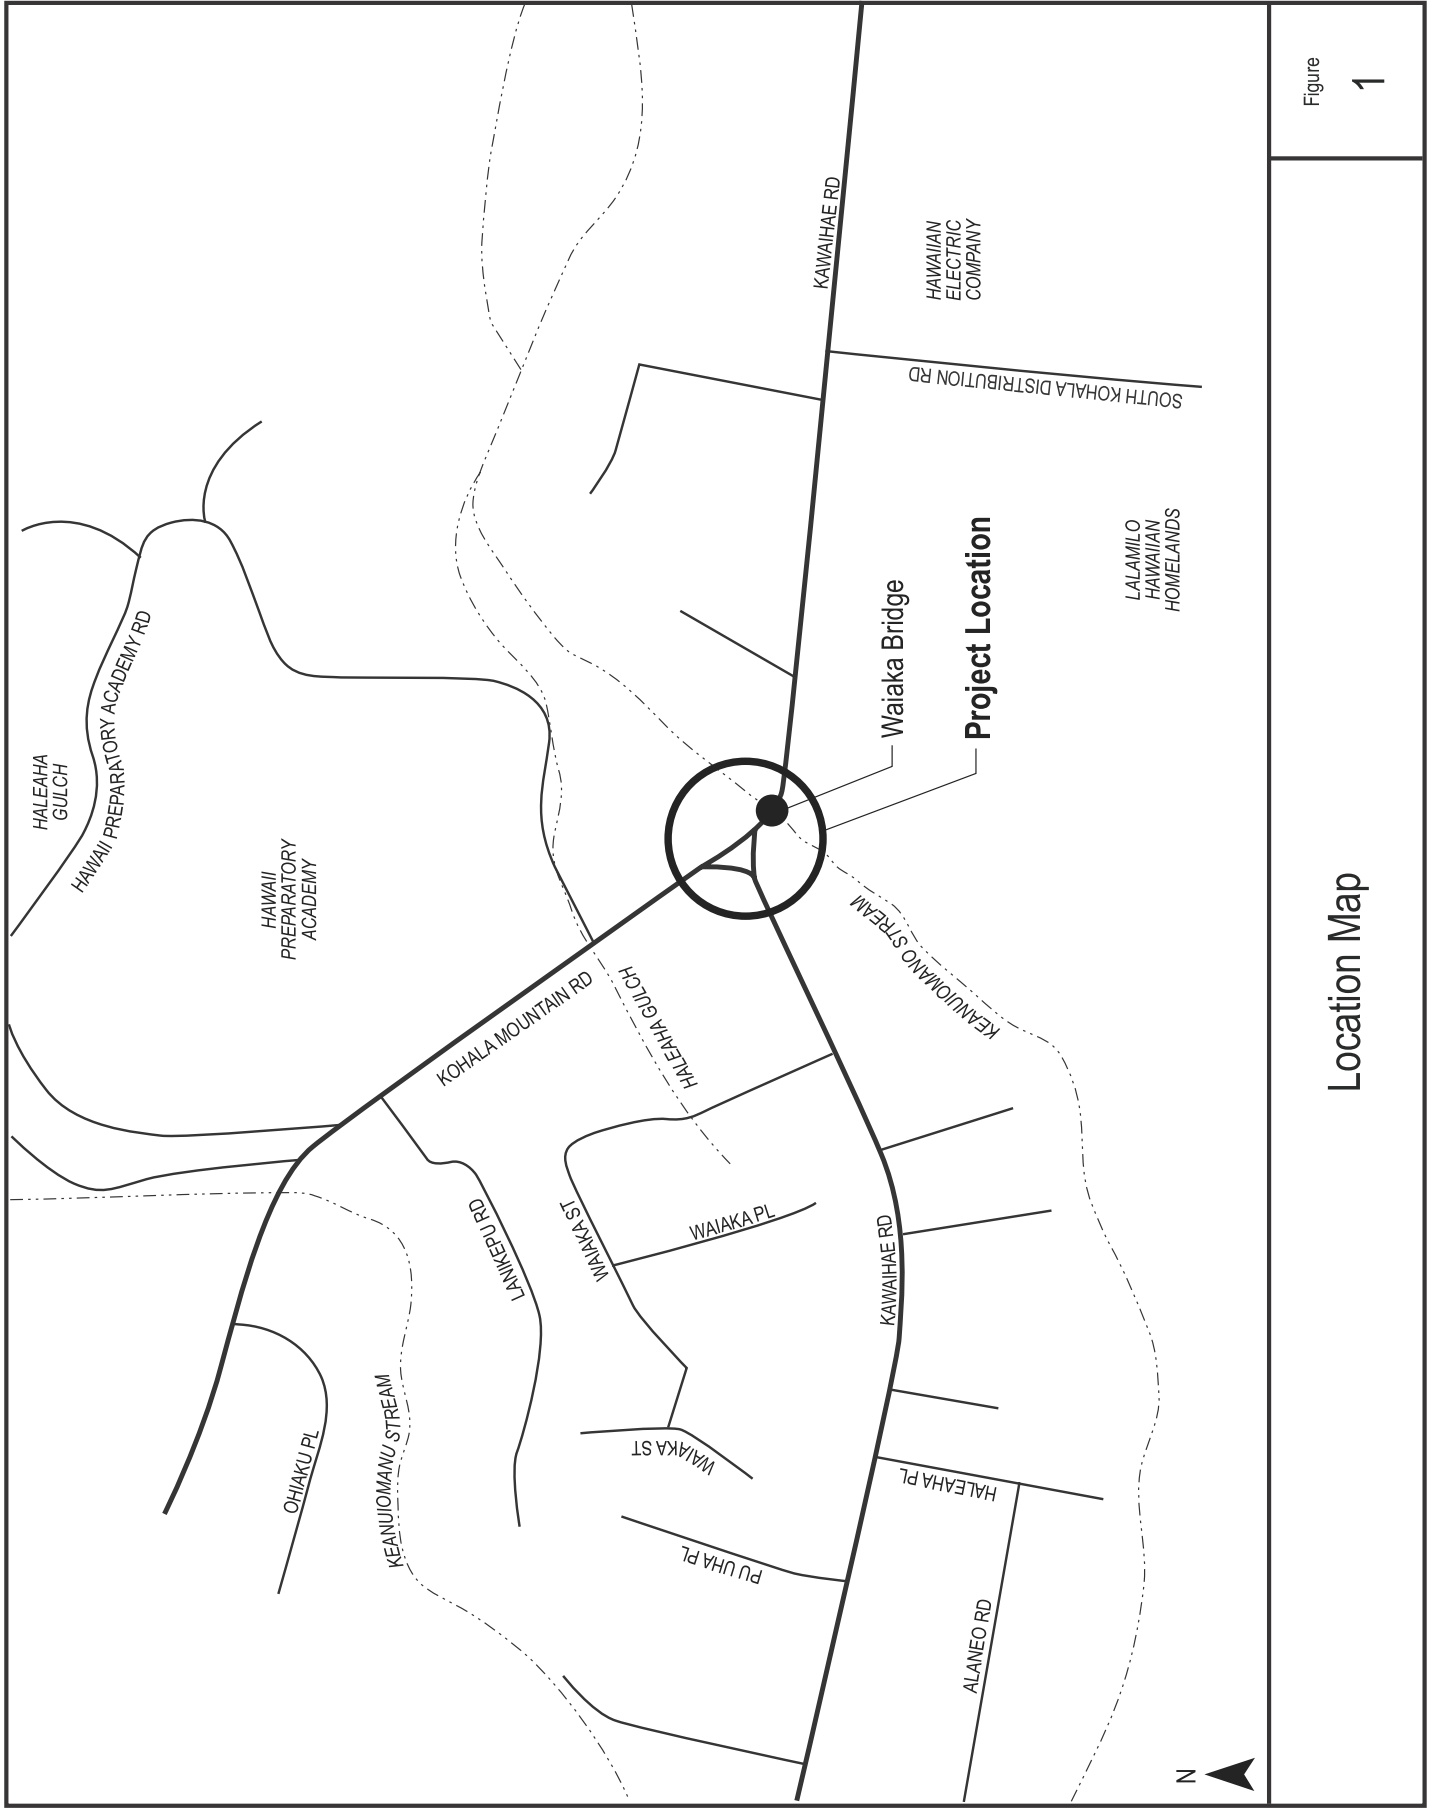 HALEAHA
GULCH
HAWAII PREPARATORY ACADEMY RD
HAWAII
PREPARATORY
ACADEMY
KOHALA MOUNTAIN RD
HALEAHA GULCH
OHIAKU PL
KEANUIOMANU STREAM
LANIKEPU RD
WAIAKA ST
WAIAKA PL
WAIAKA ST
PU UHA PL
KAWAIHAE RD
KAWAIHAE RD
HAWAIIAN
ELECTRIC
COMPANY
SOUTH KOHALA DISTRIBUTION RD
Waiaka Bridge
Project Location
LALAMILO
HAWAIIAN
HOMELANDS
KEANUIOMANO STREAM
HALEAHA PL
ALANEO RD
N
Location Map
Figure
1